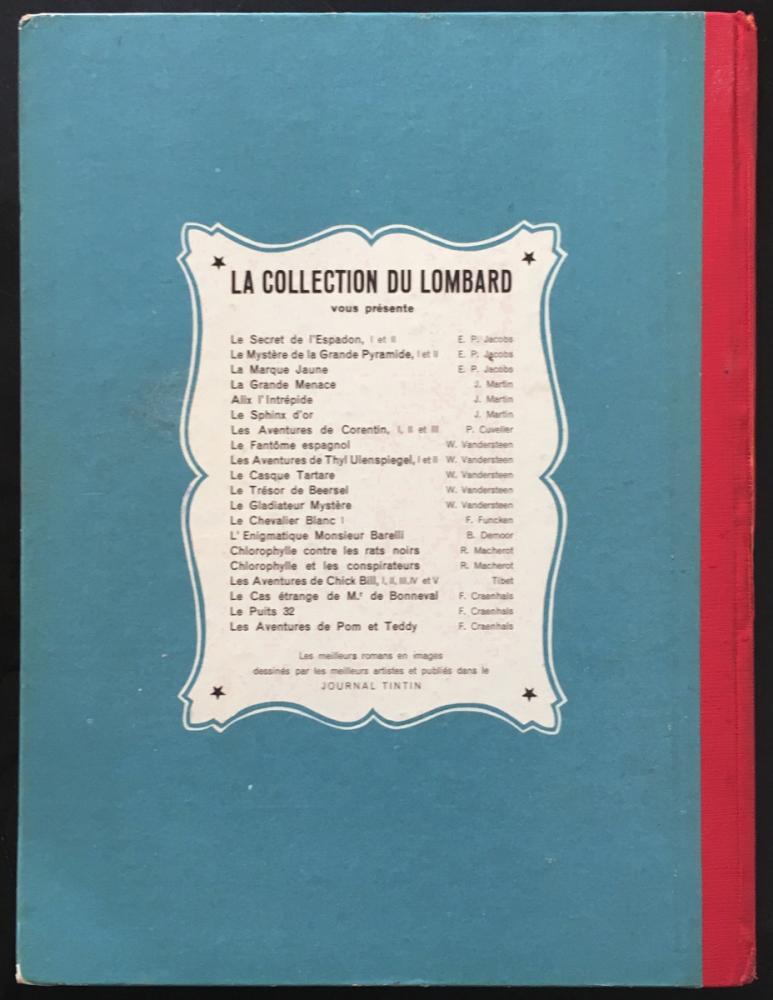 LA COLLECTION DU LOMBARD
vous présente
Le Secret de l'Espadon, I et II E. P. Jacobs
Le Mystère de la Grande Pyramide, I et II E. P. Jacobs
La Marque Jaune E. P. Jacobs
La Grande Menace J. Martin
Alix l'Intrépide J. Martin
Le Sphinx d'or J. Martin
Les Aventures de Corentin, I, II et III P. Cuvelier
Le Fantôme espagnol W. Vandersteen
Les Aventures de Thyl Ulenspiegel, I et II W. Vandersteen
Le Casque Tartare W. Vandersteen
Le Trésor de Beersel W. Vandersteen
Le Gladiateur Mystère W. Vandersteen
Le Chevalier Blanc I F. Funcken
L'Enigmatique Monsieur Barelli B. Demoor
Chlorophylle contre les rats noirs R. Macherot
Chlorophylle et les conspirateurs R. Macherot
Les Aventures de Chick Bill, I, II, III, IV et V Tibet
Le Cas étrange de M.r de Bonneval F. Craenhals
Le Puits 32 F. Craenhals
Les Aventures de Pom et Teddy F. Craenhals
Les meilleurs romans en images
dessinés par les meilleurs artistes et publiés dans le
JOURNAL TINTIN